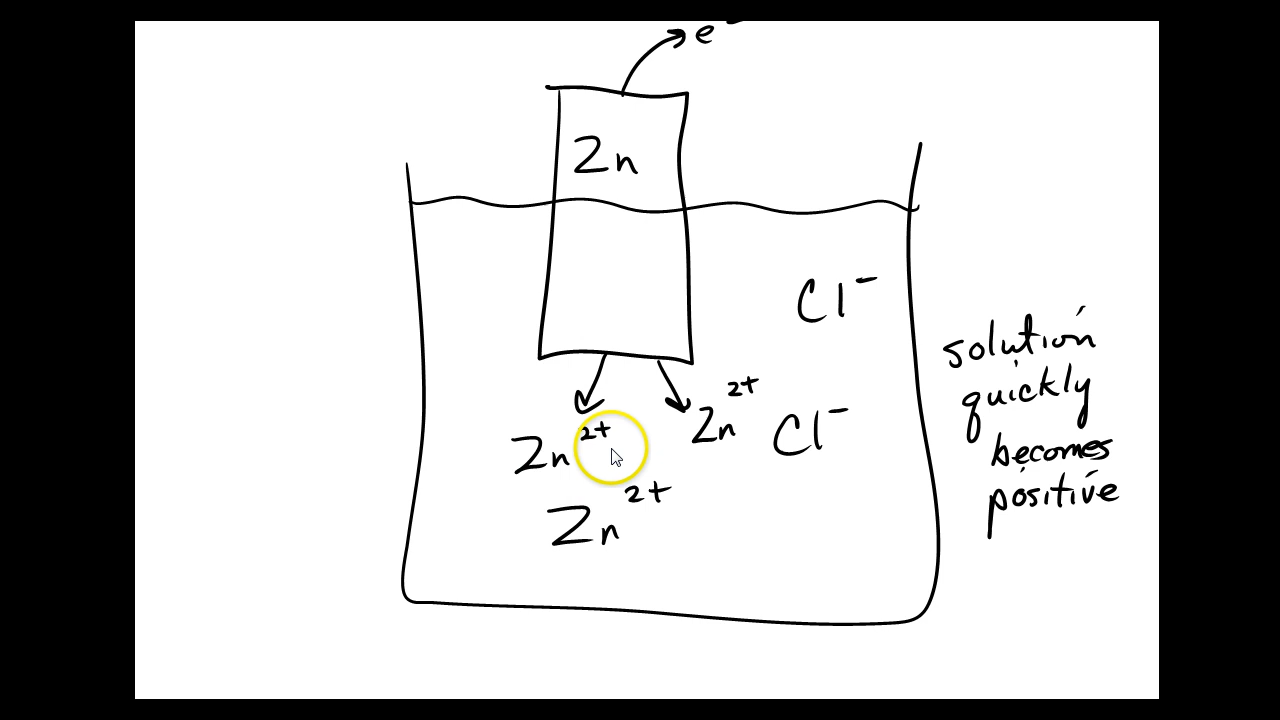 e⁻
Zn
Cl⁻
solution
quickly
becomes
positive
Zn²⁺ Zn²⁺ Cl⁻
Zn²⁺